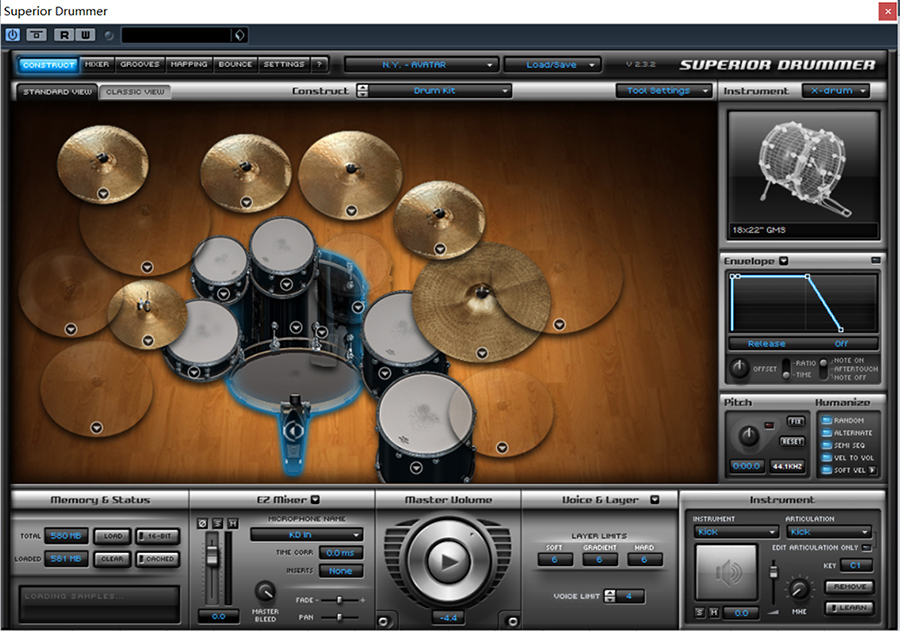 Superior Drummer
R W
CONSTRUCT MIXER GROOVES MAPPING BOUNCE SETTINGS ? N.Y. - AVATAR Load/Save V 2.3.2 SUPERIOR DRUMMER
STANDARD VIEW CLASSIC VIEW Construct Drum Kit Tool Settings Instrument X-drum
18x22" GMS
Envelope
Release Off
OFFSET RATIO TIME NOTE ON AFTERTOUCH NOTE OFF
Pitch
FIX
RESET
0:00.0 44.1KHZ
Humanize
RANDOM
ALTERNATE
SEMI SEQ
VEL TO VOL
SOFT VEL
Memory & Status
TOTAL 580 MB LOAD 16-BIT
LOADED 581 MB CLEAR CACHED
LOADING SAMPLES...
EZ Mixer
S M
MICROPHONE NAME
KD In
TIME CORR 0.0 ms
INSERTS None
FADE
PAN
MASTER BLEED
0.0
Master Volume
-4.4
Voice & Layer
LAYER LIMITS
SOFT GRADIENT HARD
6 6 6
VOICE LIMIT 4
Instrument
INSTRUMENT ARTICULATION
Kick Kick
EDIT ARTICULATION ONLY
KEY C1
REMOVE
LEARN
S M 0.0